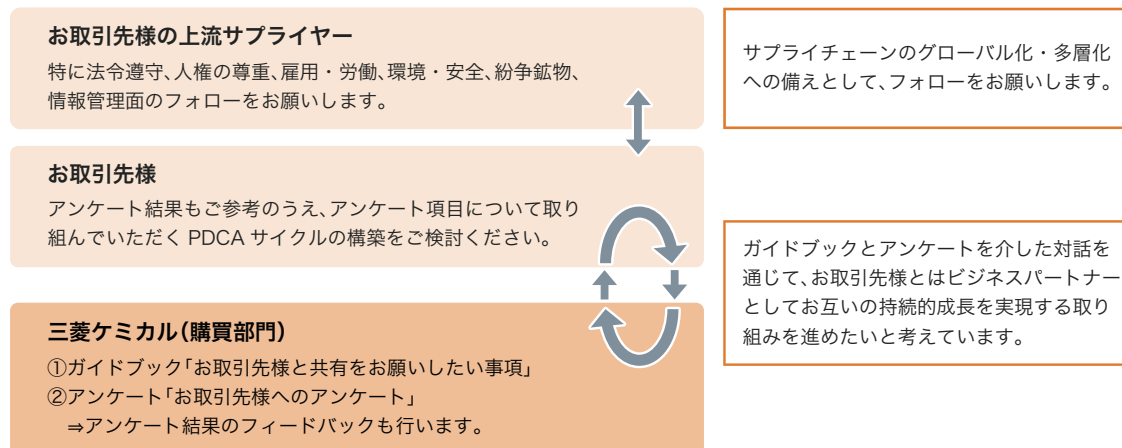 お取引先様の上流サプライヤー
特に法令遵守、人権の尊重、雇用・労働、環境・安全、紛争鉱物、
情報管理面のフォローをお願いします。
サプライチェーンのグローバル化・多層化
への備えとして、フォローをお願いします。
お取引先様
アンケート結果もご参考のうえ、アンケート項目について取り
組んでいただく PDCA サイクルの構築をご検討ください。
ガイドブックとアンケートを介した対話を
通じて、お取引先様とはビジネスパートナー
としてお互いの持続的成長を実現する取り
組みを進めたいと考えています。
三菱ケミカル（購買部門）
①ガイドブック「お取引先様と共有をお願いしたい事項」
②アンケート「お取引先様へのアンケート」
⇒アンケート結果のフィードバックも行います。